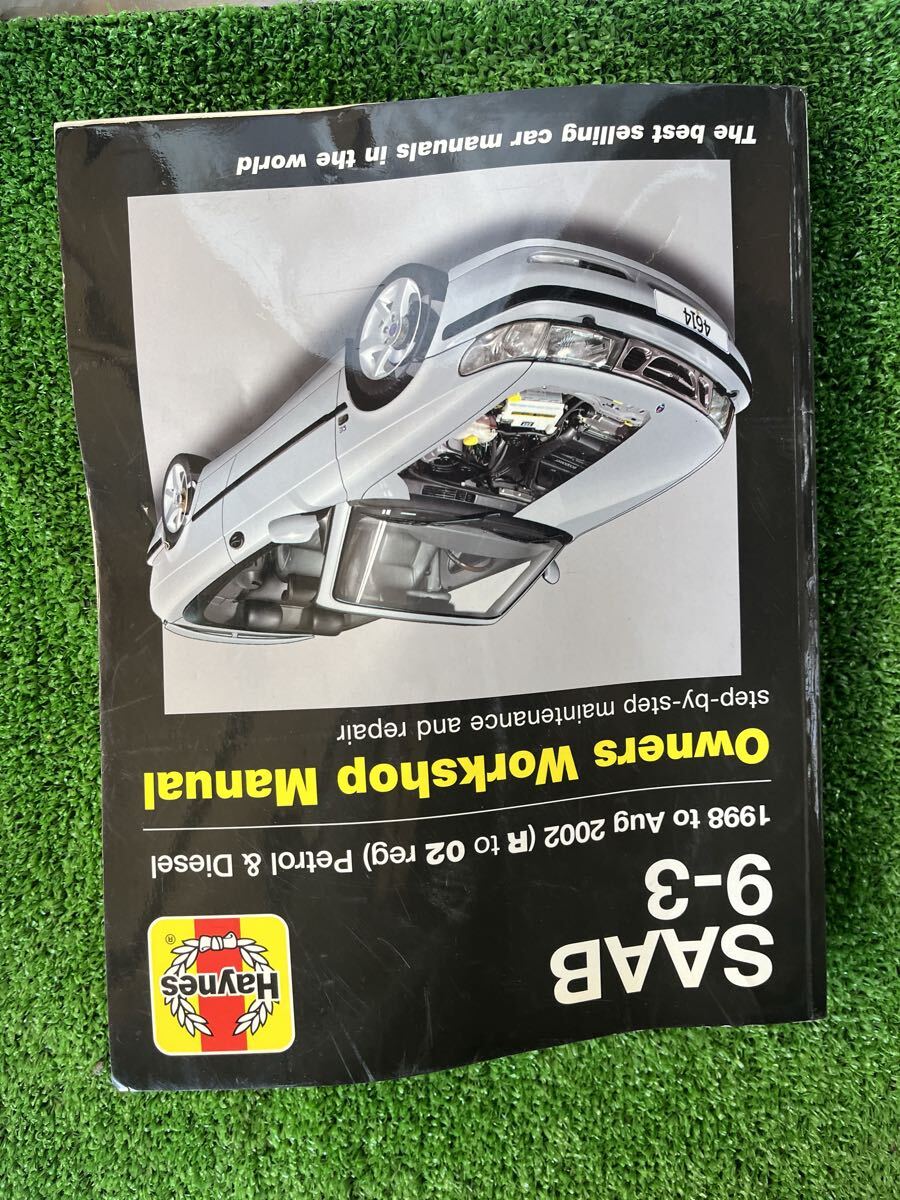 SAAB
9-3
1998 to Aug 2002 (R to 02 reg) Petrol & Diesel
Haynes
®
Owners Workshop Manual
step-by-step maintenance and repair
4614
The best selling car manuals in the world